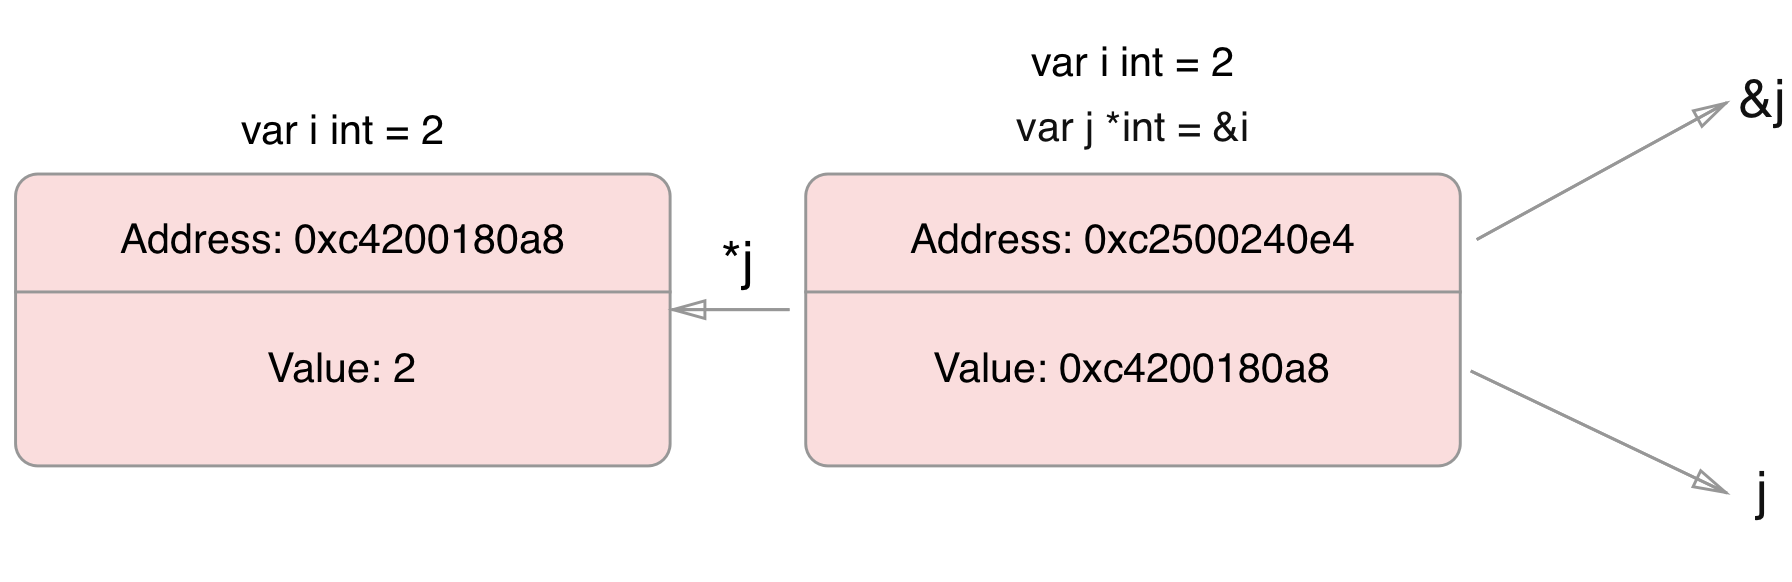 var i int = 2
Address: 0xc4200180a8
Value: 2
*j
var i int = 2
var j *int = &i
Address: 0xc2500240e4
Value: 0xc4200180a8
&j
j